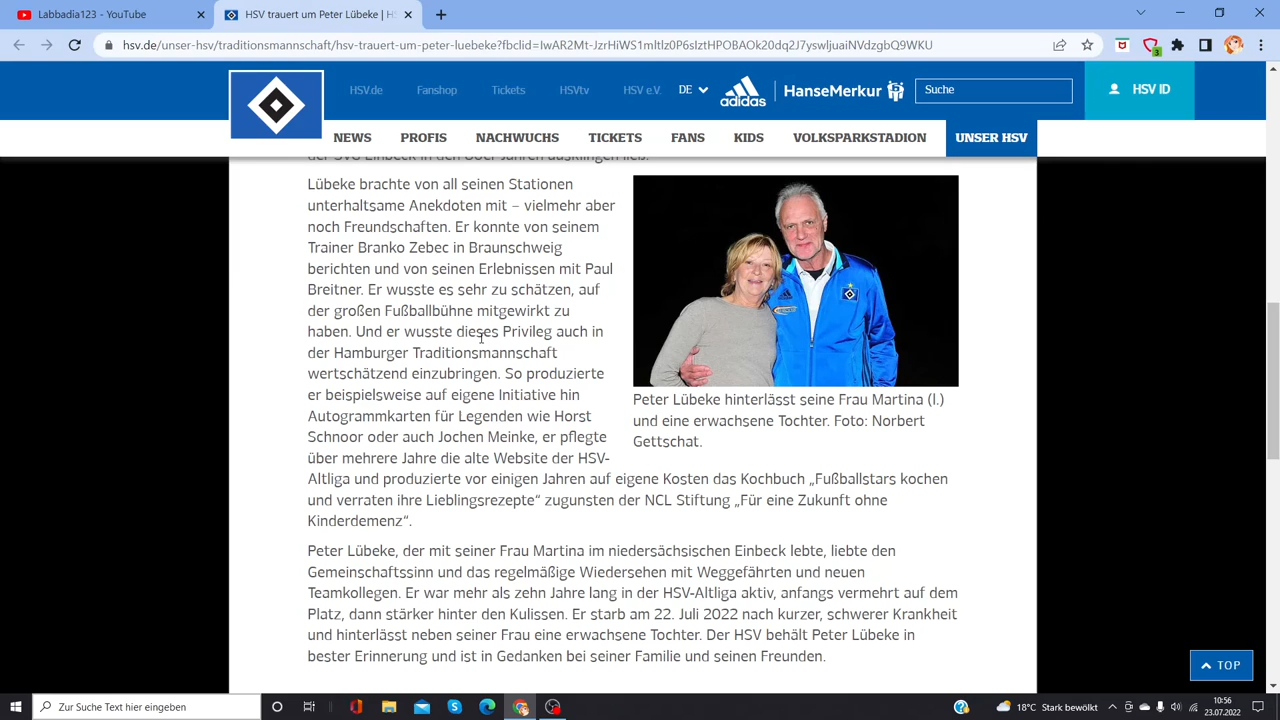 Labbadia123 - YouTube
HSV trauert um Peter Lübeke | HS
hsv.de/unser-hsv/traditionsmannschaft/hsv-trauert-um-peter-luebeke?fbclid=IwAR2Mt-JzrHiWS1mltlz0P6sIztHPOBAOk20dq2J7yswljuaiNVdzgbQ9WKU
3
HSV.de Fanshop Tickets HSVtv HSV e.V. DE adidas HanseMerkur Suche HSV ID
NEWS PROFIS NACHWUCHS TICKETS FANS KIDS VOLKSPARKSTADION UNSER HSV
der SVG Einbeck in den 80er Jahren ausklingen ließ.
Lübeke brachte von all seinen Stationen
unterhaltsame Anekdoten mit – vielmehr aber
noch Freundschaften. Er konnte von seinem
Trainer Branko Zebec in Braunschweig
berichten und von seinen Erlebnissen mit Paul
Breitner. Er wusste es sehr zu schätzen, auf
der großen Fußballbühne mitgewirkt zu
haben. Und er wusste dieses Privileg auch in
der Hamburger Traditionsmannschaft
wertschätzend einzubringen. So produzierte
er beispielsweise auf eigene Initiative hin
Autogrammkarten für Legenden wie Horst
Schnoor oder auch Jochen Meinke, er pflegte
über mehrere Jahre die alte Website der HSV-
Altliga und produzierte vor einigen Jahren auf eigene Kosten das Kochbuch „Fußballstars kochen
und verraten ihre Lieblingsrezepte“ zugunsten der NCL Stiftung „Für eine Zukunft ohne
Kinderdemenz“.
Peter Lübeke hinterlässt seine Frau Martina (l.)
und eine erwachsene Tochter. Foto: Norbert
Gettschat.
Peter Lübeke, der mit seiner Frau Martina im niedersächsischen Einbeck lebte, liebte den
Gemeinschaftssinn und das regelmäßige Wiedersehen mit Weggefährten und neuen
Teamkollegen. Er war mehr als zehn Jahre lang in der HSV-Altliga aktiv, anfangs vermehrt auf dem
Platz, dann stärker hinter den Kulissen. Er starb am 22. Juli 2022 nach kurzer, schwerer Krankheit
und hinterlässt neben seiner Frau eine erwachsene Tochter. Der HSV behält Peter Lübeke in
bester Erinnerung und ist in Gedanken bei seiner Familie und seinen Freunden.
TOP
Zur Suche Text hier eingeben
18°C Stark bewölkt
10:56
23.07.2022